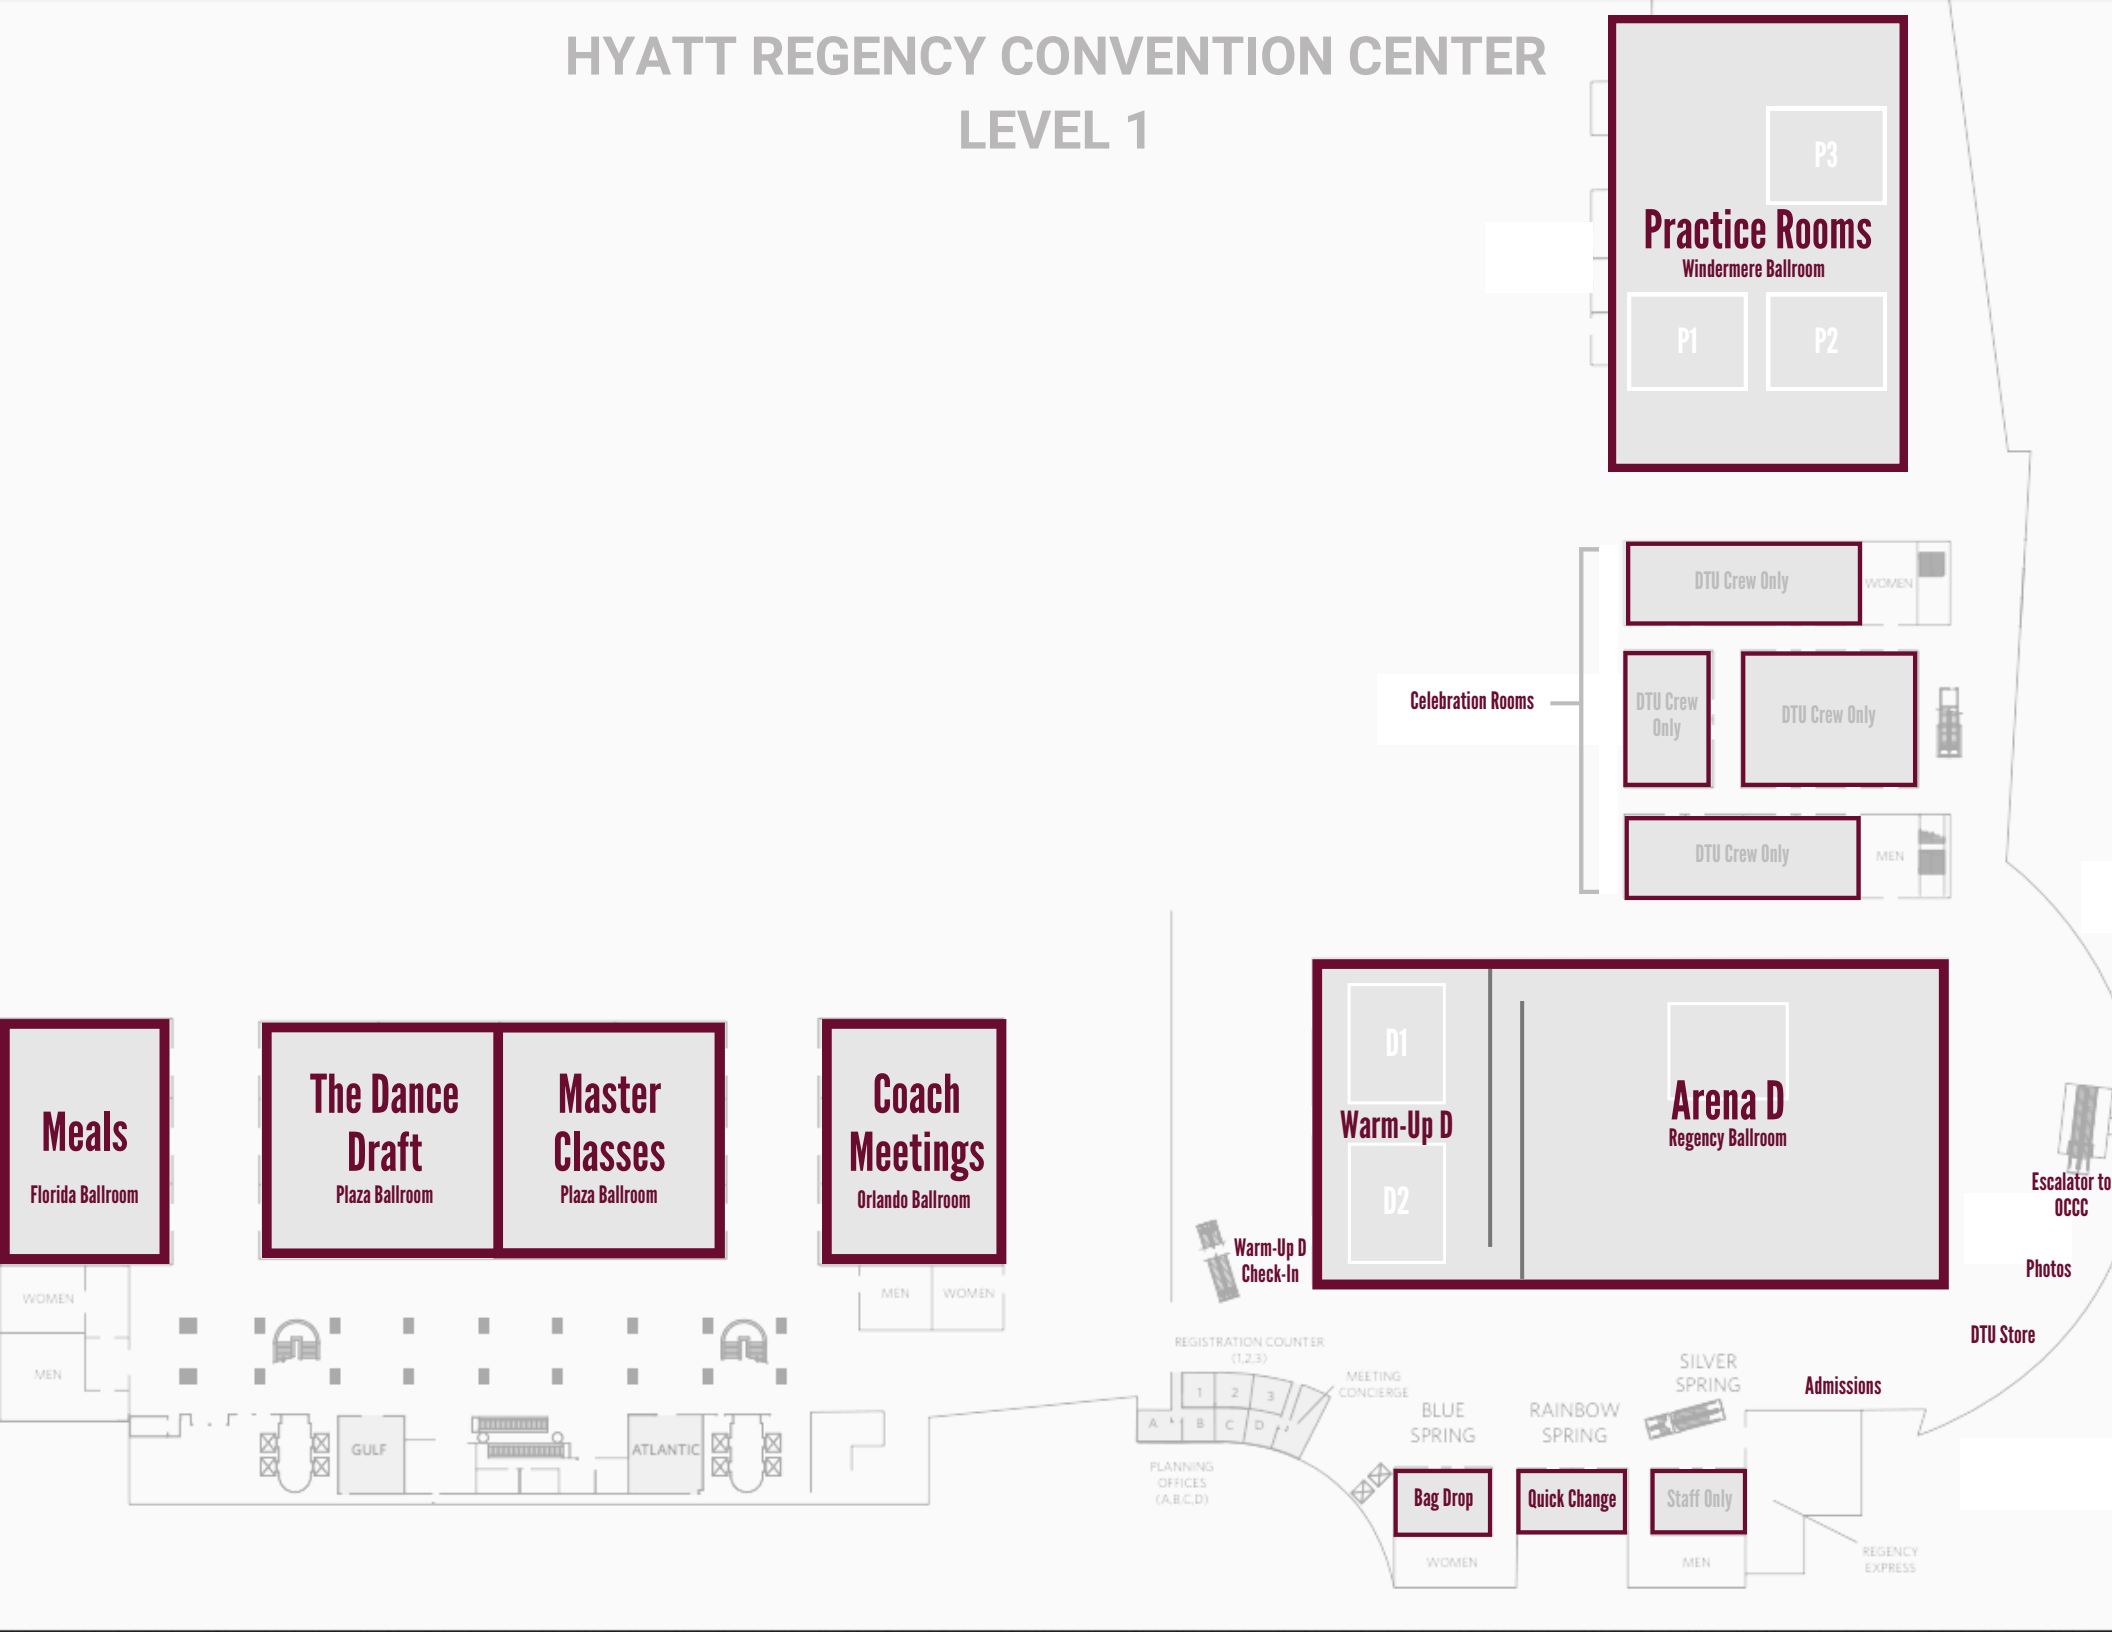 HYATT REGENCY CONVENTION CENTER
LEVEL 1
P3
Practice Rooms
Windermere Ballroom
P1
P2
DTU Crew Only
WOMEN
Celebration Rooms
DTU Crew
Only
DTU Crew Only
DTU Crew Only
MEN
Meals
Florida Ballroom
The Dance
Draft
Plaza Ballroom
Master
Classes
Plaza Ballroom
Coach
Meetings
Orlando Ballroom
D1
Warm-Up D
D2
Arena D
Regency Ballroom
Warm-Up D
Check-In
Escalator to
OCCC
Photos
DTU Store
Admissions
WOMEN
MEN
MEN
WOMEN
GULF
ATLANTIC
REGISTRATION COUNTER
(1,2,3)
1
2
3
A
B
C
D
MEETING
CONCIERGE
PLANNING
OFFICES
(A,B,C,D)
BLUE
SPRING
RAINBOW
SPRING
SILVER
SPRING
Bag Drop
Quick Change
Staff Only
WOMEN
MEN
REGENCY
EXPRESS